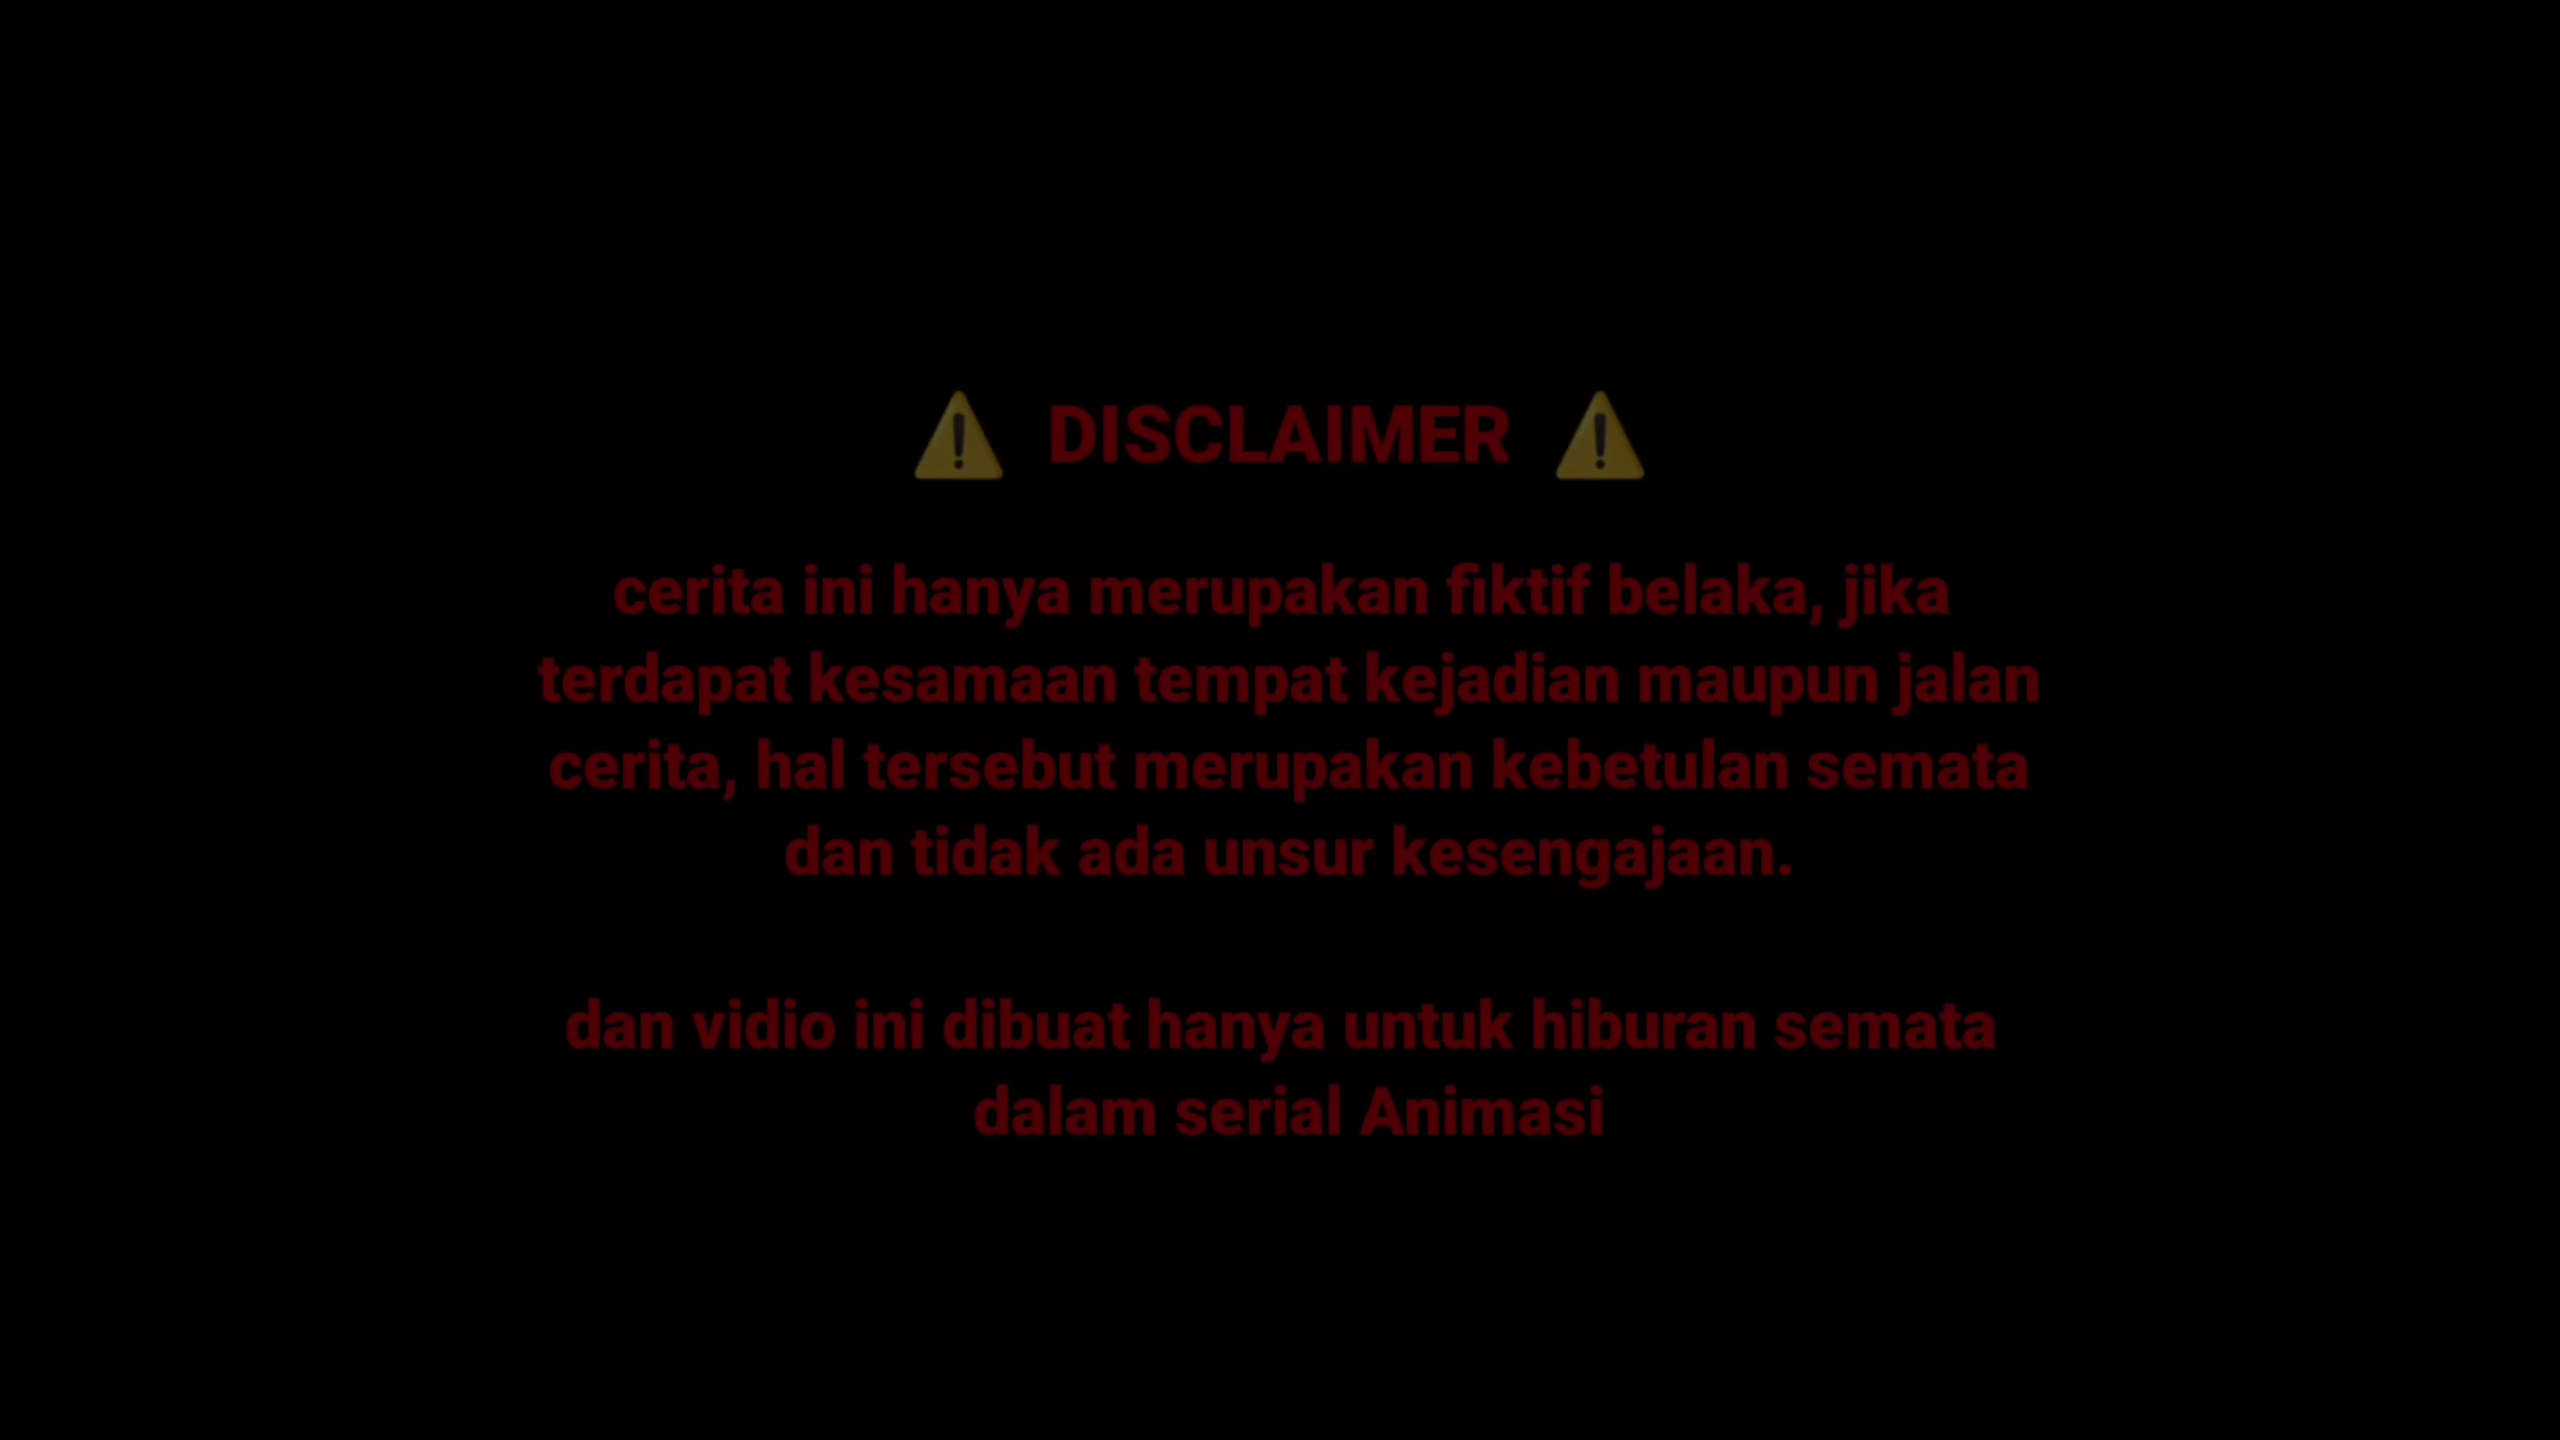 ⚠️ DISCLAIMER ⚠️
cerita ini hanya merupakan fiktif belaka, jika
terdapat kesamaan tempat kejadian maupun jalan
cerita, hal tersebut merupakan kebetulan semata
dan tidak ada unsur kesengajaan.
dan vidio ini dibuat hanya untuk hiburan semata
dalam serial Animasi